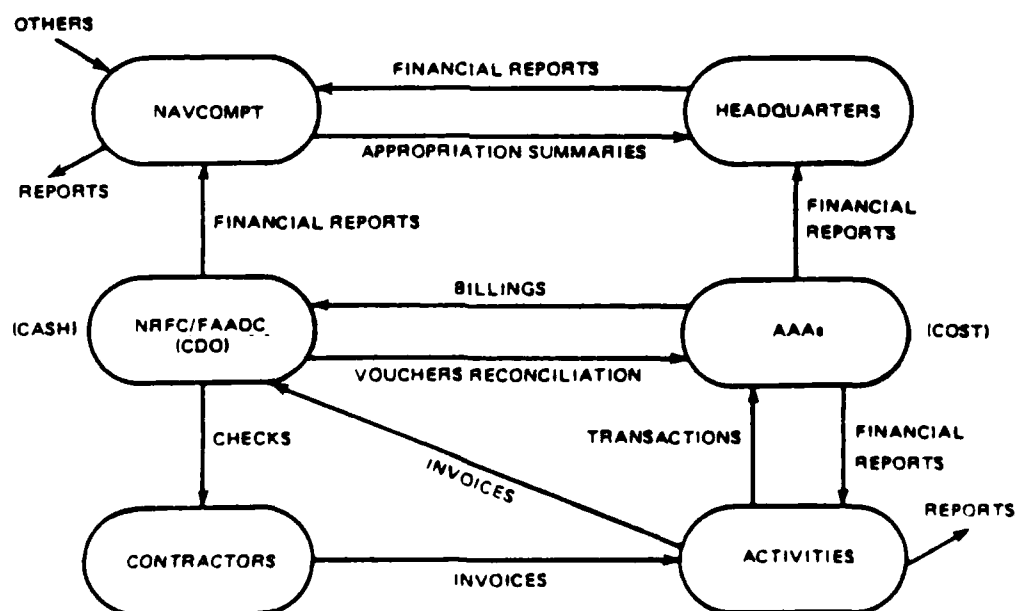 OTHERS
FINANCIAL REPORTS
NAVCOMPT
HEADQUARTERS
APPROPRIATION SUMMARIES
REPORTS
FINANCIAL REPORTS
FINANCIAL
REPORTS
BILLINGS
(CASH)
NRFC/FAADC
(CDO)
AAAs
(COST)
VOUCHERS RECONCILIATION
CHECKS
TRANSACTIONS
FINANCIAL
REPORTS
INVOICES
REPORTS
CONTRACTORS
ACTIVITIES
INVOICES